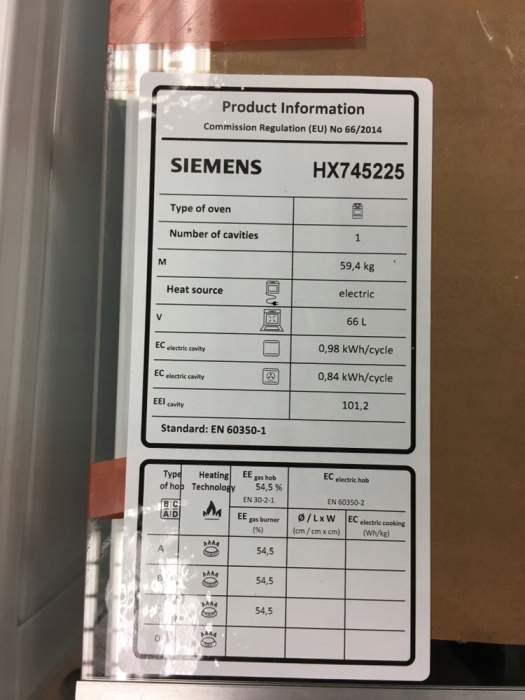 Product Information
Commission Regulation (EU) No 66/2014
SIEMENS HX745225
Type of oven
Number of cavities 1
M 59,4 kg
Heat source electric
V 66 L
EC electric cavity 0,98 kWh/cycle
EC electric cavity 0,84 kWh/cycle
EEI cavity 101,2
Standard: EN 60350-1
Type of hob
Heating Technology
EE gas hob
54,5 %
EN 30-2-1
EC electric hob
EN 60350-2
B C
A D
EE gas burner
(%)
Ø / L x W
(cm / cm x cm)
EC electric cooking
(Wh/kg)
A 54,5
54,5
54,5
D